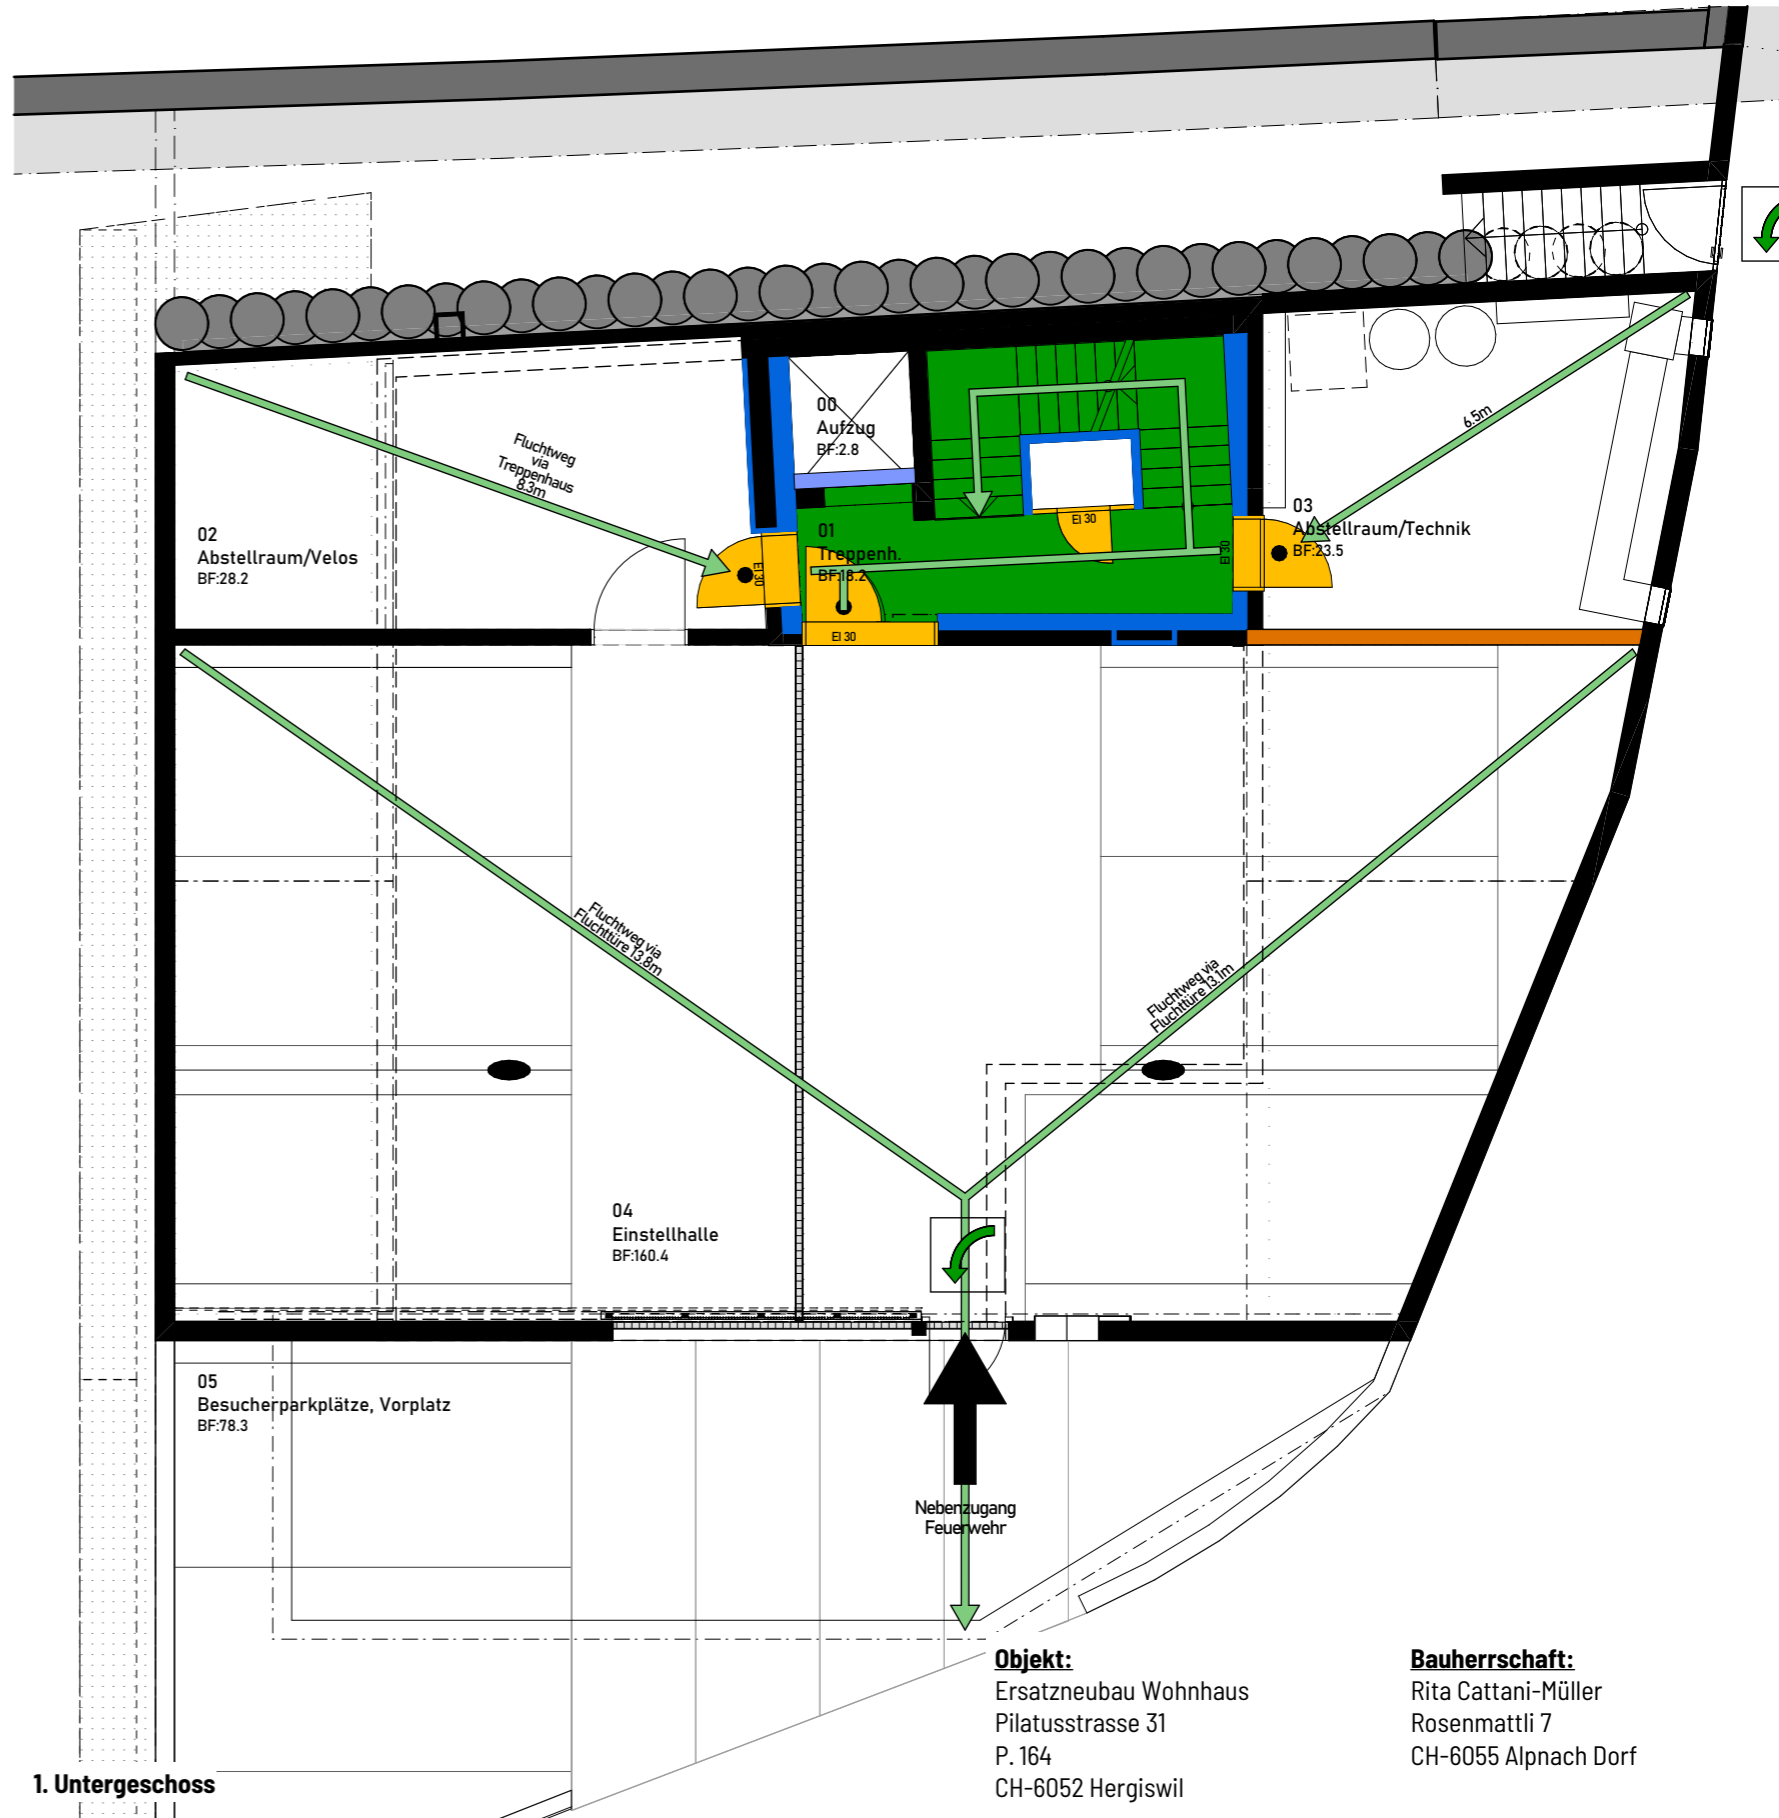 00
Aufzug
BF:2.8
Fluchtweg
via
Treppenhaus
8.3m
6.5m
02
Abstellraum/Velos
BF:28.2
01
Treppenh.
BF:18.2
EI 30
EI 30
EI 30
EI 30
03
Abstellraum/Technik
BF:23.5
Fluchtweg via
Fluchttüre 13.8m
Fluchtweg via
Fluchttüre 13.1m
04
Einstellhalle
BF:160.4
05
Besucherparkplätze, Vorplatz
BF:78.3
Nebenzugang
Feuerwehr
Objekt:
Ersatzneubau Wohnhaus
Pilatusstrasse 31
P. 164
CH-6052 Hergiswil
Bauherrschaft:
Rita Cattani-Müller
Rosenmattli 7
CH-6055 Alpnach Dorf
1. Untergeschoss